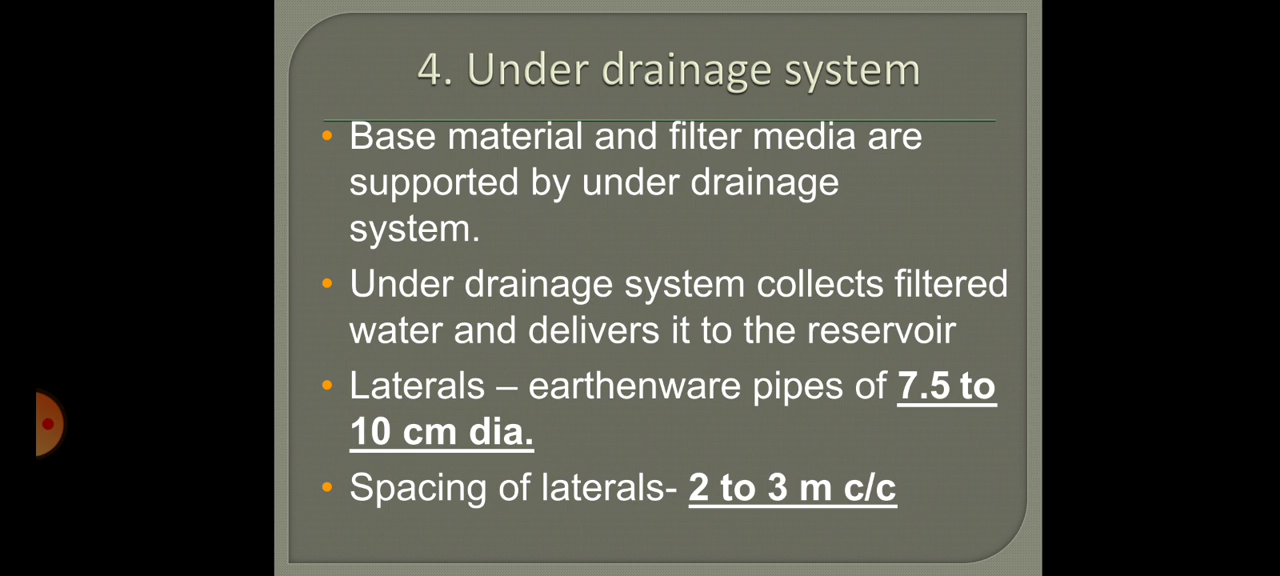 4. Under drainage system
• Base material and filter media are
supported by under drainage
system.
• Under drainage system collects filtered
water and delivers it to the reservoir
• Laterals – earthenware pipes of 7.5 to
10 cm dia.
• Spacing of laterals- 2 to 3 m c/c